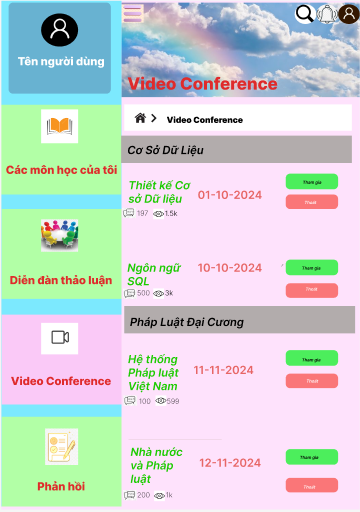 Tên người dùng
Video Conference
Video Conference
Các môn học của tôi
Cơ Sở Dữ Liệu
Thiết kế Cơ
sở Dữ liệu
01-10-2024
Tham gia
Thoát
197
1.5k
Diễn đàn thảo luận
Ngôn ngữ
SQL
10-10-2024
Tham gia
Thoát
500
3k
Video Conference
Pháp Luật Đại Cương
Hệ thống
Pháp luật
Việt Nam
11-11-2024
Tham gia
Thoát
100
599
Phản hồi
Nhà nước
và Pháp
luật
12-11-2024
Tham gia
Thoát
200
1k